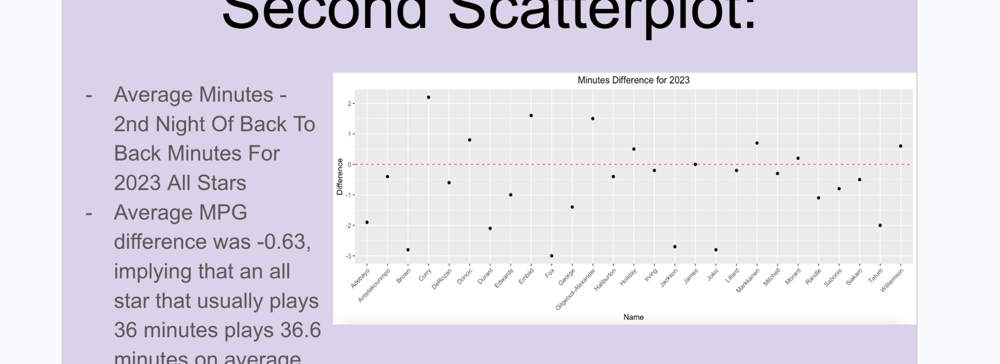 Second Scatterplot:
- Average Minutes -
2nd Night Of Back To
Back Minutes For
2023 All Stars
- Average MPG
difference was -0.63,
implying that an all
star that usually plays
36 minutes plays 36.6
minutes on average
Minutes Difference for 2023
Difference
2
1
0
-1
-2
-3
Adebayo
Antetokounmpo
Brown
Curry
DeRozan
Doncic
Durant
Edwards
Embiid
Fox
George
Gilgeous-Alexander
Haliburton
Holiday
Irving
Jackson
James
Jokic
Lillard
Markkanen
Mitchell
Morant
Randle
Sabonis
Siakam
Tatum
Williamson
Name